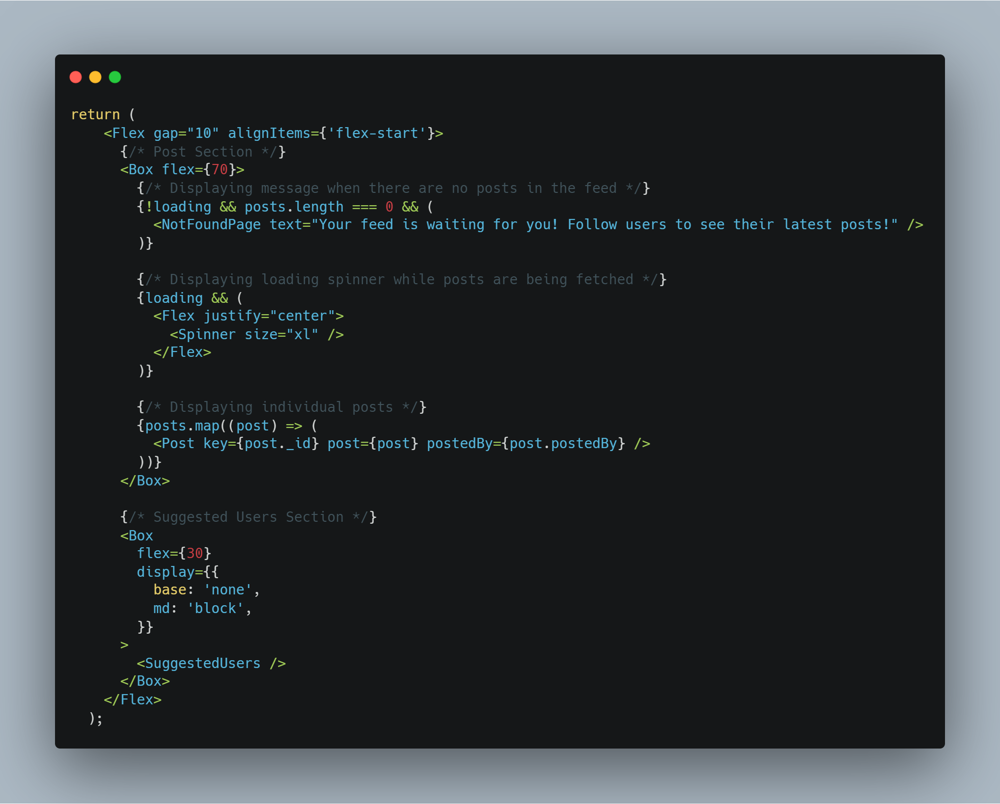 return (
    <Flex gap="10" alignItems={'flex-start'}>
      {/* Post Section */}
      <Box flex={70}>
        {/* Displaying message when there are no posts in the feed */}
        {!loading && posts.length === 0 && (
          <NotFoundPage text="Your feed is waiting for you! Follow users to see their latest posts!" />
        )}

        {/* Displaying loading spinner while posts are being fetched */}
        {loading && (
          <Flex justify="center">
            <Spinner size="xl" />
          </Flex>
        )}

        {/* Displaying individual posts */}
        {posts.map((post) => (
          <Post key={post._id} post={post} postedBy={post.postedBy} />
        ))}
      </Box>

      {/* Suggested Users Section */}
      <Box
        flex={30}
        display={{
          base: 'none',
          md: 'block',
        }}
      >
        <SuggestedUsers />
      </Box>
    </Flex>
  );